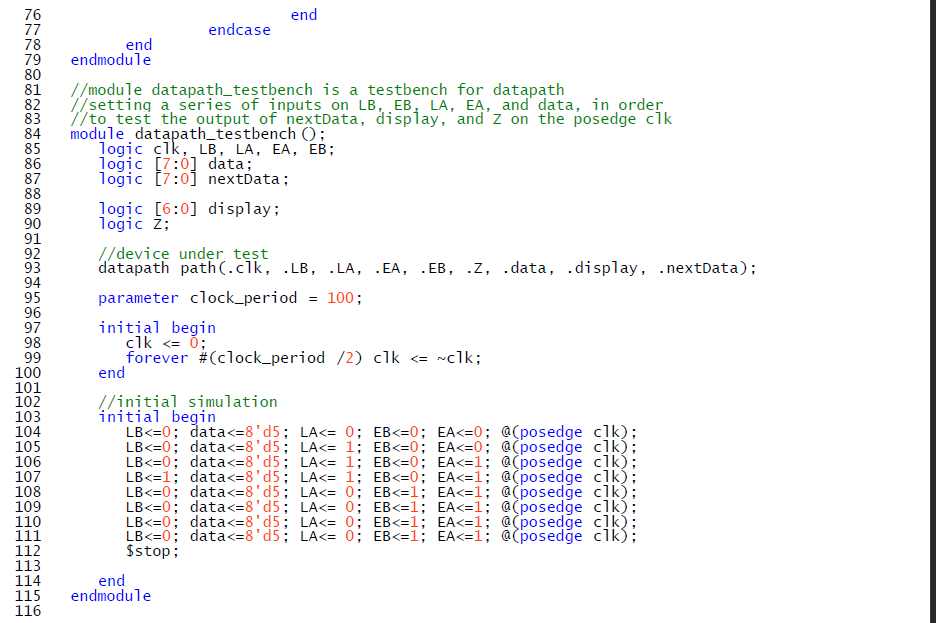 76 end
77 endcase
78 end
79 endmodule
80
81 //module datapath_testbench is a testbench for datapath
82 //setting a series of inputs on LB, EB, LA, EA, and data, in order
83 //to test the output of nextData, display, and Z on the posedge clk
84 module datapath_testbench();
85 logic clk, LB, LA, EA, EB;
86 logic [7:0] data;
87 logic [7:0] nextData;
88
89 logic [6:0] display;
90 logic Z;
91
92 //device under test
93 datapath path(.clk, .LB, .LA, .EA, .EB, .Z, .data, .display, .nextData);
94
95 parameter clock_period = 100;
96
97 initial begin
98 clk <= 0;
99 forever #(clock_period /2) clk <= ~clk;
100 end
101
102 //initial simulation
103 initial begin
104 LB<=0; data<=8'd5; LA<= 0; EB<=0; EA<=0; @(posedge clk);
105 LB<=0; data<=8'd5; LA<= 1; EB<=0; EA<=0; @(posedge clk);
106 LB<=0; data<=8'd5; LA<= 1; EB<=0; EA<=1; @(posedge clk);
107 LB<=1; data<=8'd5; LA<= 1; EB<=0; EA<=1; @(posedge clk);
108 LB<=0; data<=8'd5; LA<= 0; EB<=1; EA<=1; @(posedge clk);
109 LB<=0; data<=8'd5; LA<= 0; EB<=1; EA<=1; @(posedge clk);
110 LB<=0; data<=8'd5; LA<= 0; EB<=1; EA<=1; @(posedge clk);
111 LB<=0; data<=8'd5; LA<= 0; EB<=1; EA<=1; @(posedge clk);
112 $stop;
113
114 end
115 endmodule
116